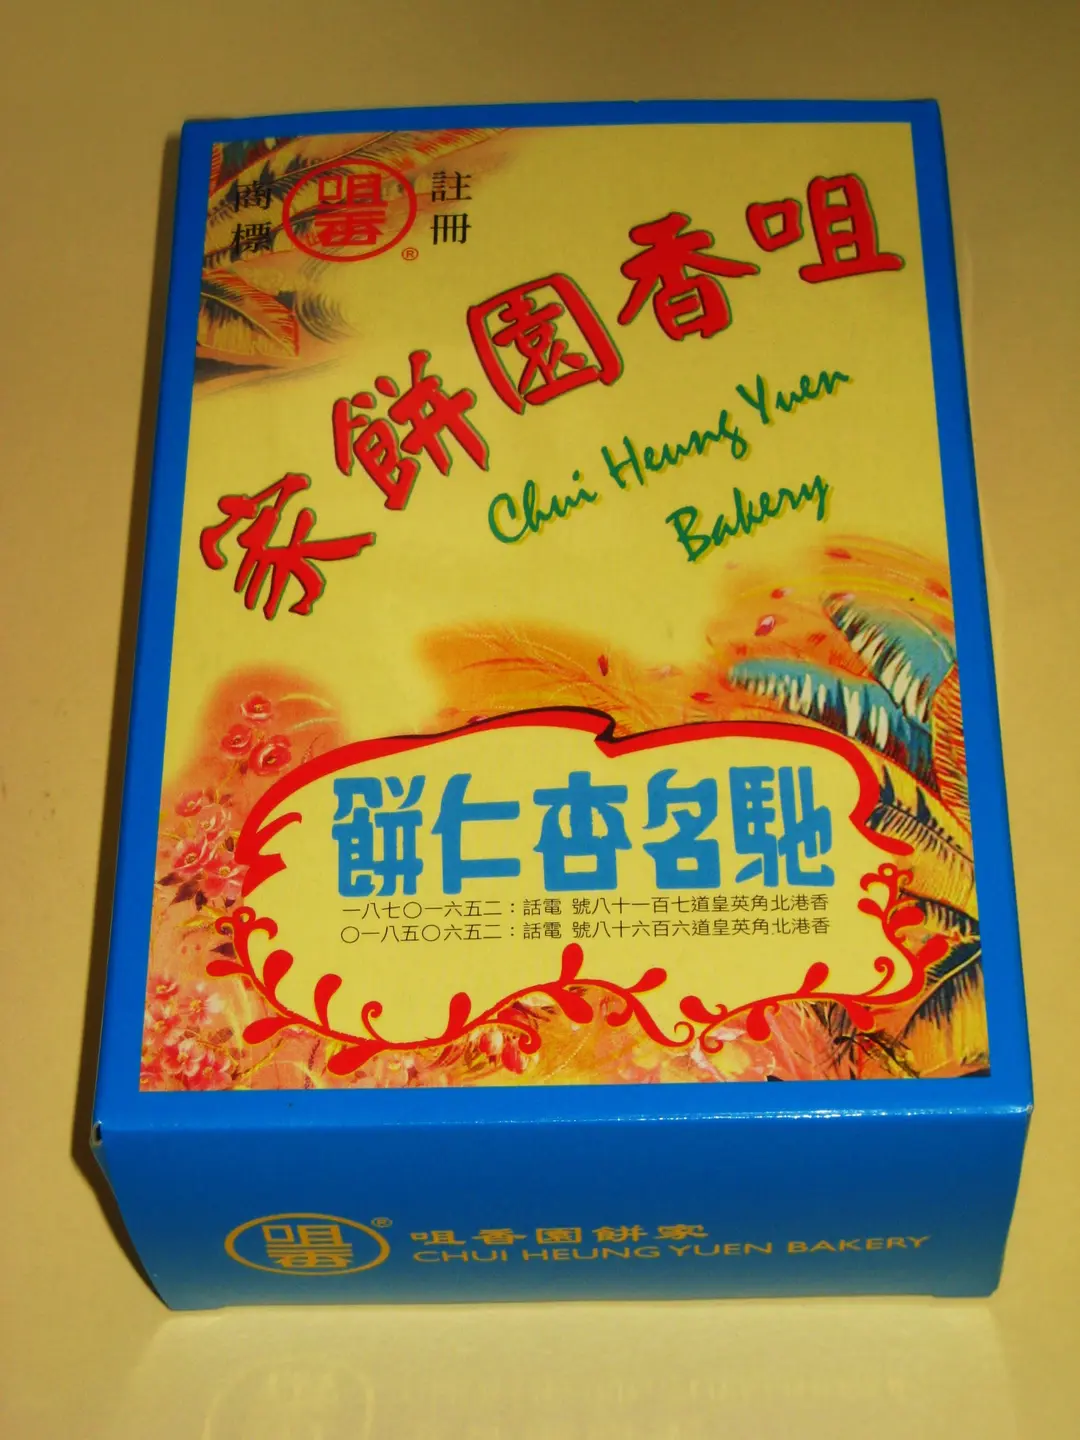 註冊
咀香
®
商標
咀香園餅家
Chui Heung Yuen
Bakery
馳名杏仁餅
香港北角英皇道七百一十八號 電話：二五六一〇七八一
香港北角英皇道六百六十八號 電話：二五六〇五八一〇
咀香
®
咀香園餅家
CHUI HEUNG YUEN BAKERY